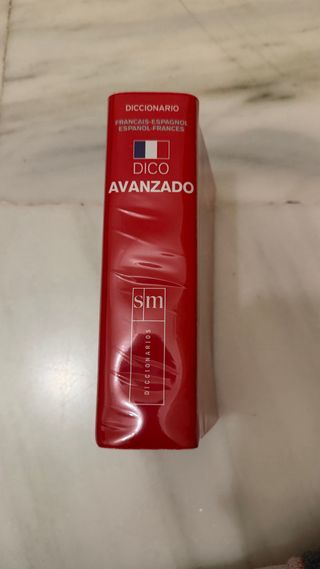 DICCIONARIO
FRANÇAIS-ESPAGNOL
ESPAÑOL-FRANCÉS
DICO
AVANZADO
sm
DICCIONARIOS